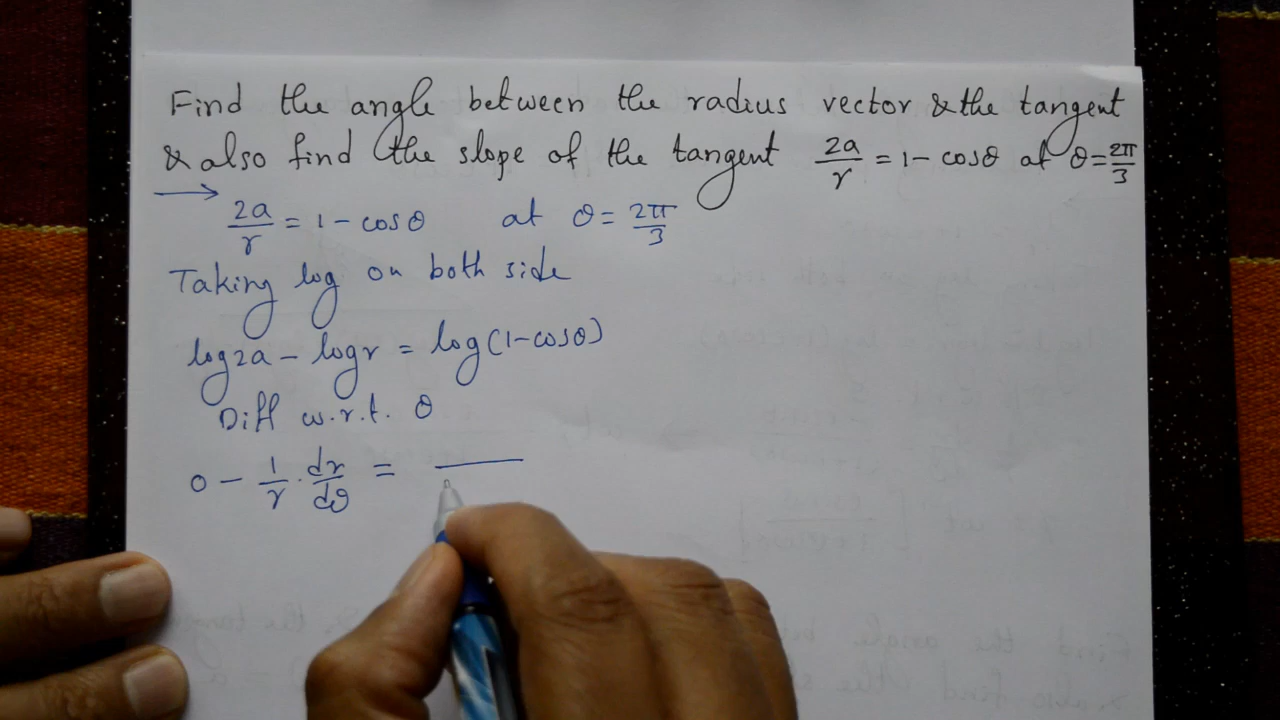 Find the angle between the radius vector & the tangent
& also find the slope of the tangent 2a/r = 1 - cosθ at θ = 2π/3
→ 2a/r = 1 - cosθ at θ = 2π/3
Taking log on both side
log2a - logr = log(1-cosθ)
Diff w.r.t. θ
0 - 1/r . dr/dθ =